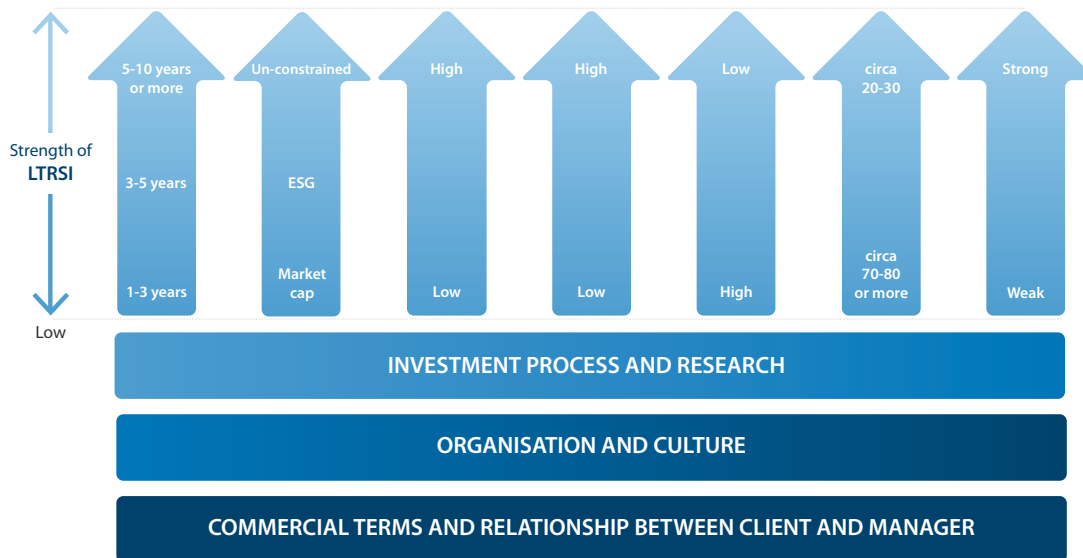 5-10 years
or more
Un-constrained
High
High
Low
circa
20-30
Strong
Strength of
LTRSI
3-5 years
ESG
1-3 years
Market
cap
Low
Low
High
circa
70-80
or more
Weak
Low
INVESTMENT PROCESS AND RESEARCH
ORGANISATION AND CULTURE
COMMERCIAL TERMS AND RELATIONSHIP BETWEEN CLIENT AND MANAGER